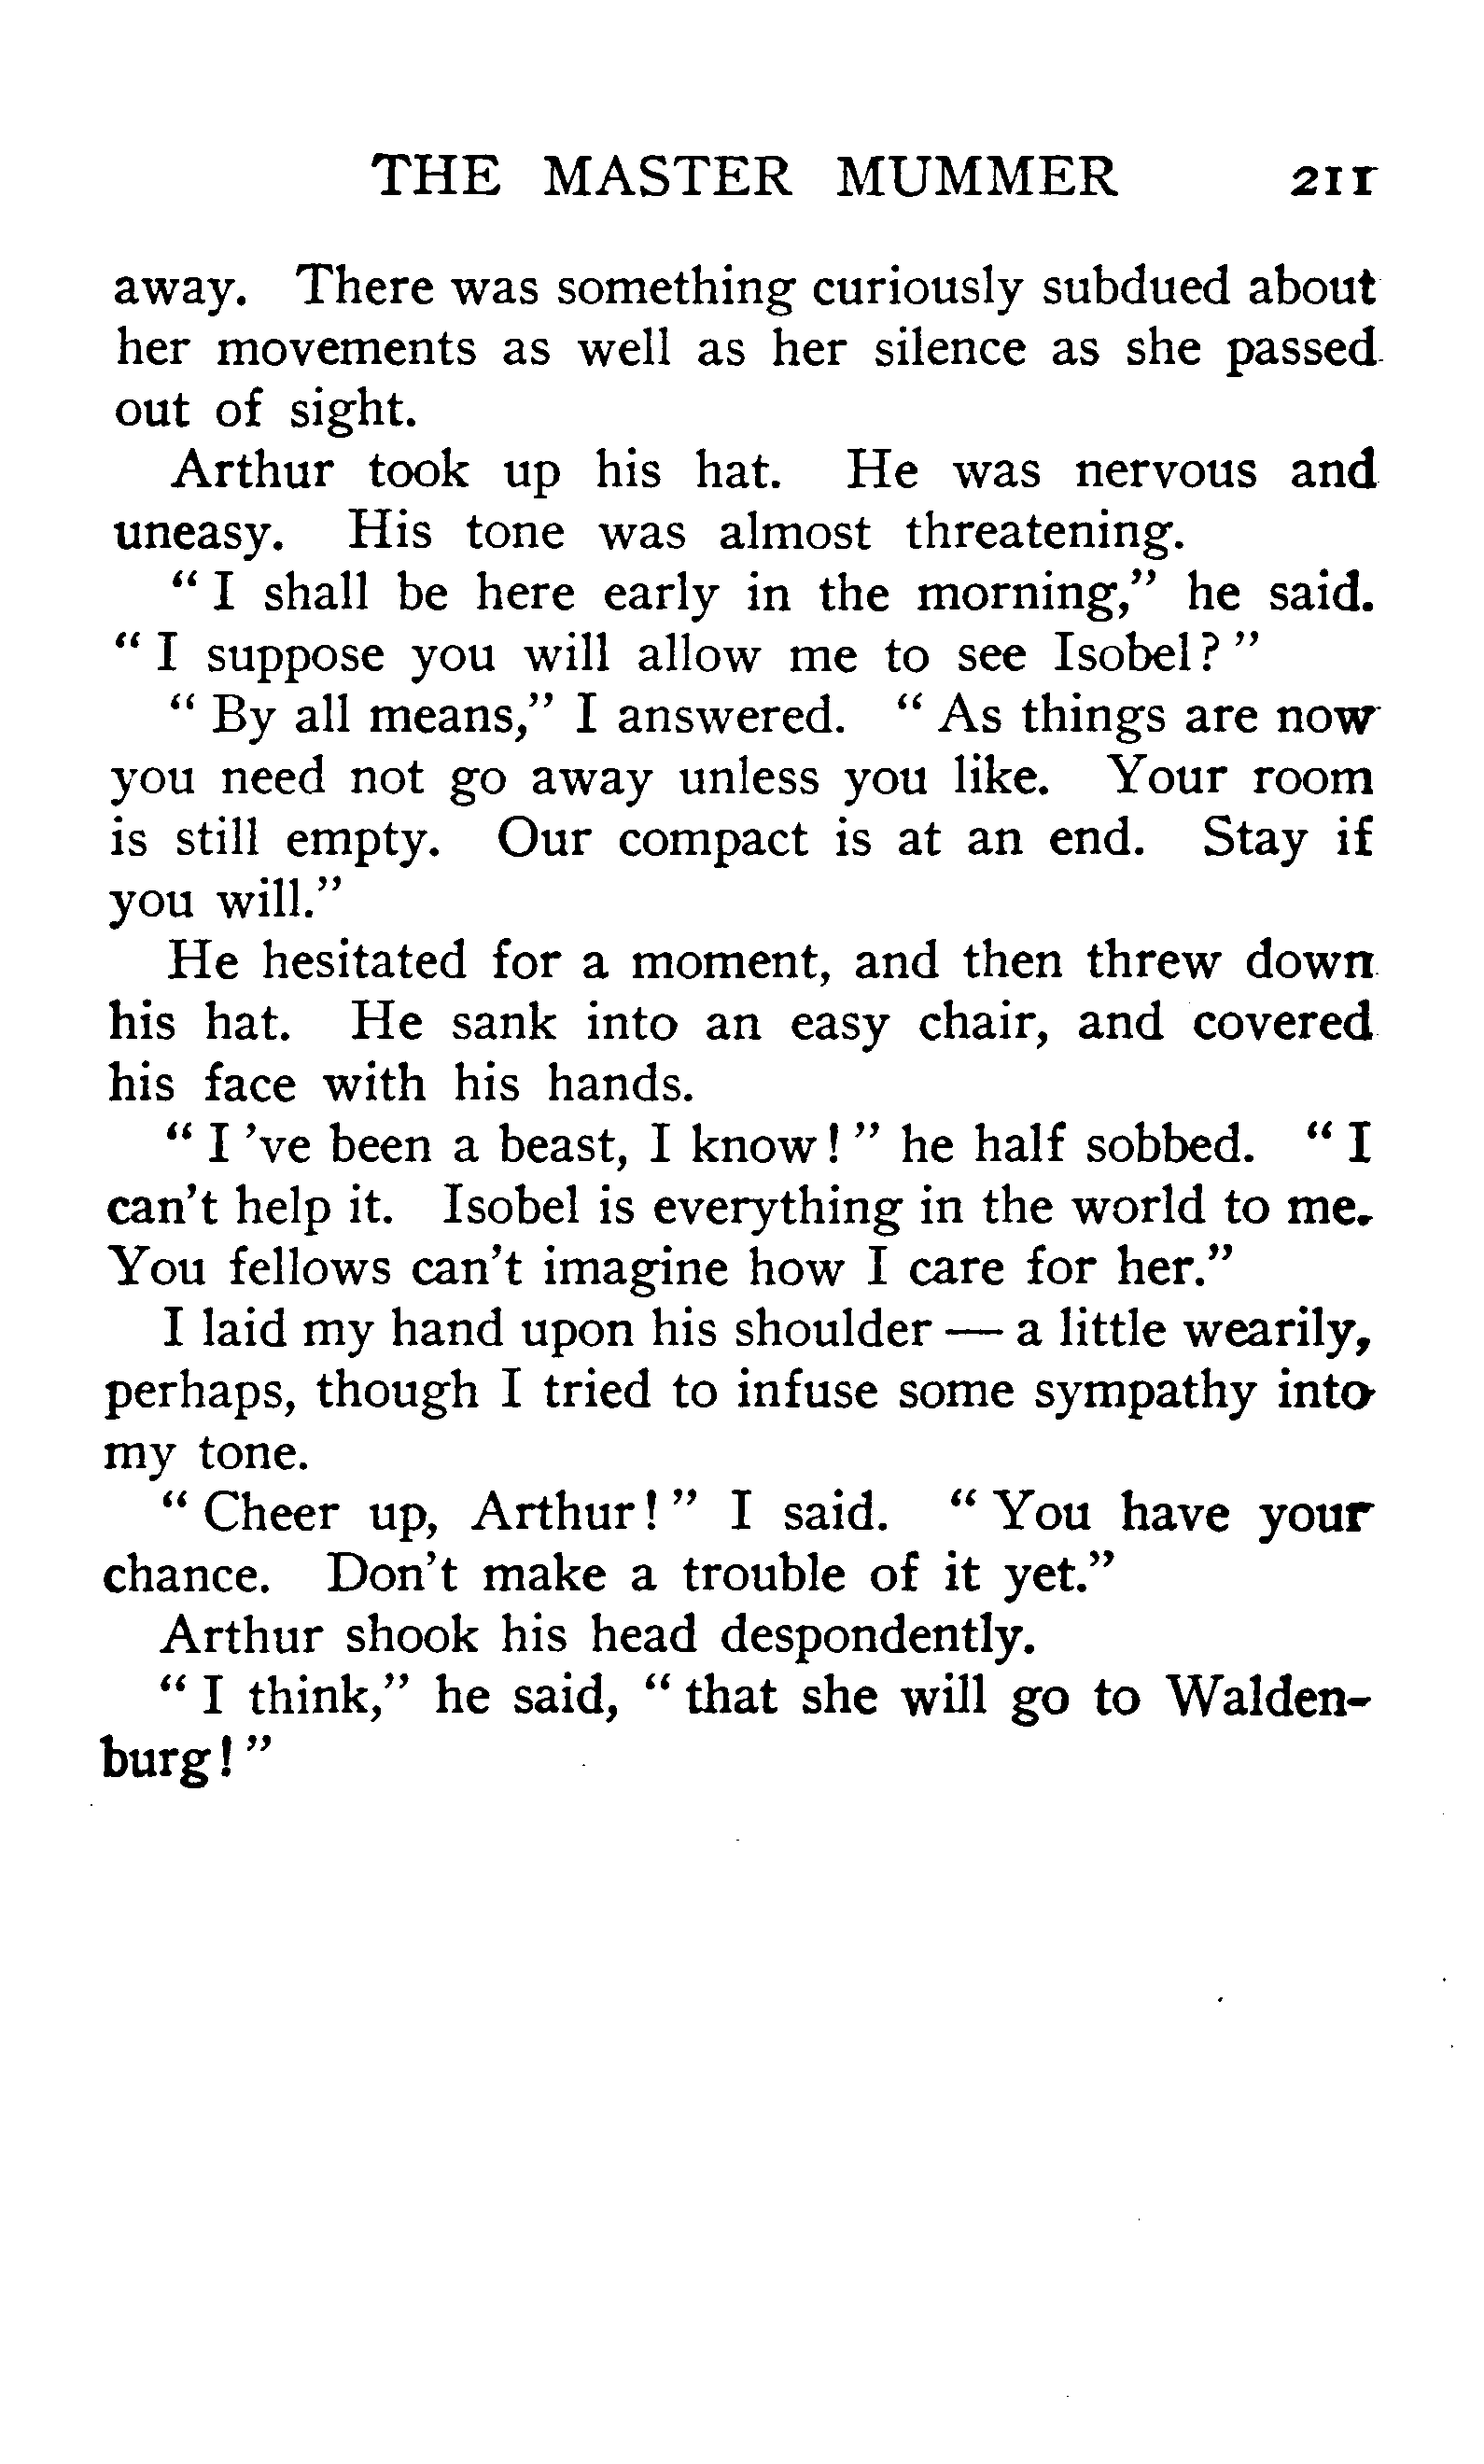 THE MASTER MUMMER 211
away. There was something curiously subdued about
her movements as well as her silence as she passed
out of sight.
Arthur took up his hat. He was nervous and
uneasy. His tone was almost threatening.
" I shall be here early in the morning," he said.
" I suppose you will allow me to see Isobel? "
" By all means," I answered. " As things are now
you need not go away unless you like. Your room
is still empty. Our compact is at an end. Stay if
you will."
He hesitated for a moment, and then threw down
his hat. He sank into an easy chair, and covered
his face with his hands.
" I 've been a beast, I know! " he half sobbed. " I
can't help it. Isobel is everything in the world to me.
You fellows can't imagine how I care for her."
I laid my hand upon his shoulder — a little wearily,
perhaps, though I tried to infuse some sympathy into
my tone.
" Cheer up, Arthur! " I said. " You have your
chance. Don't make a trouble of it yet."
Arthur shook his head despondently.
" I think," he said, " that she will go to Walden-
burg! "